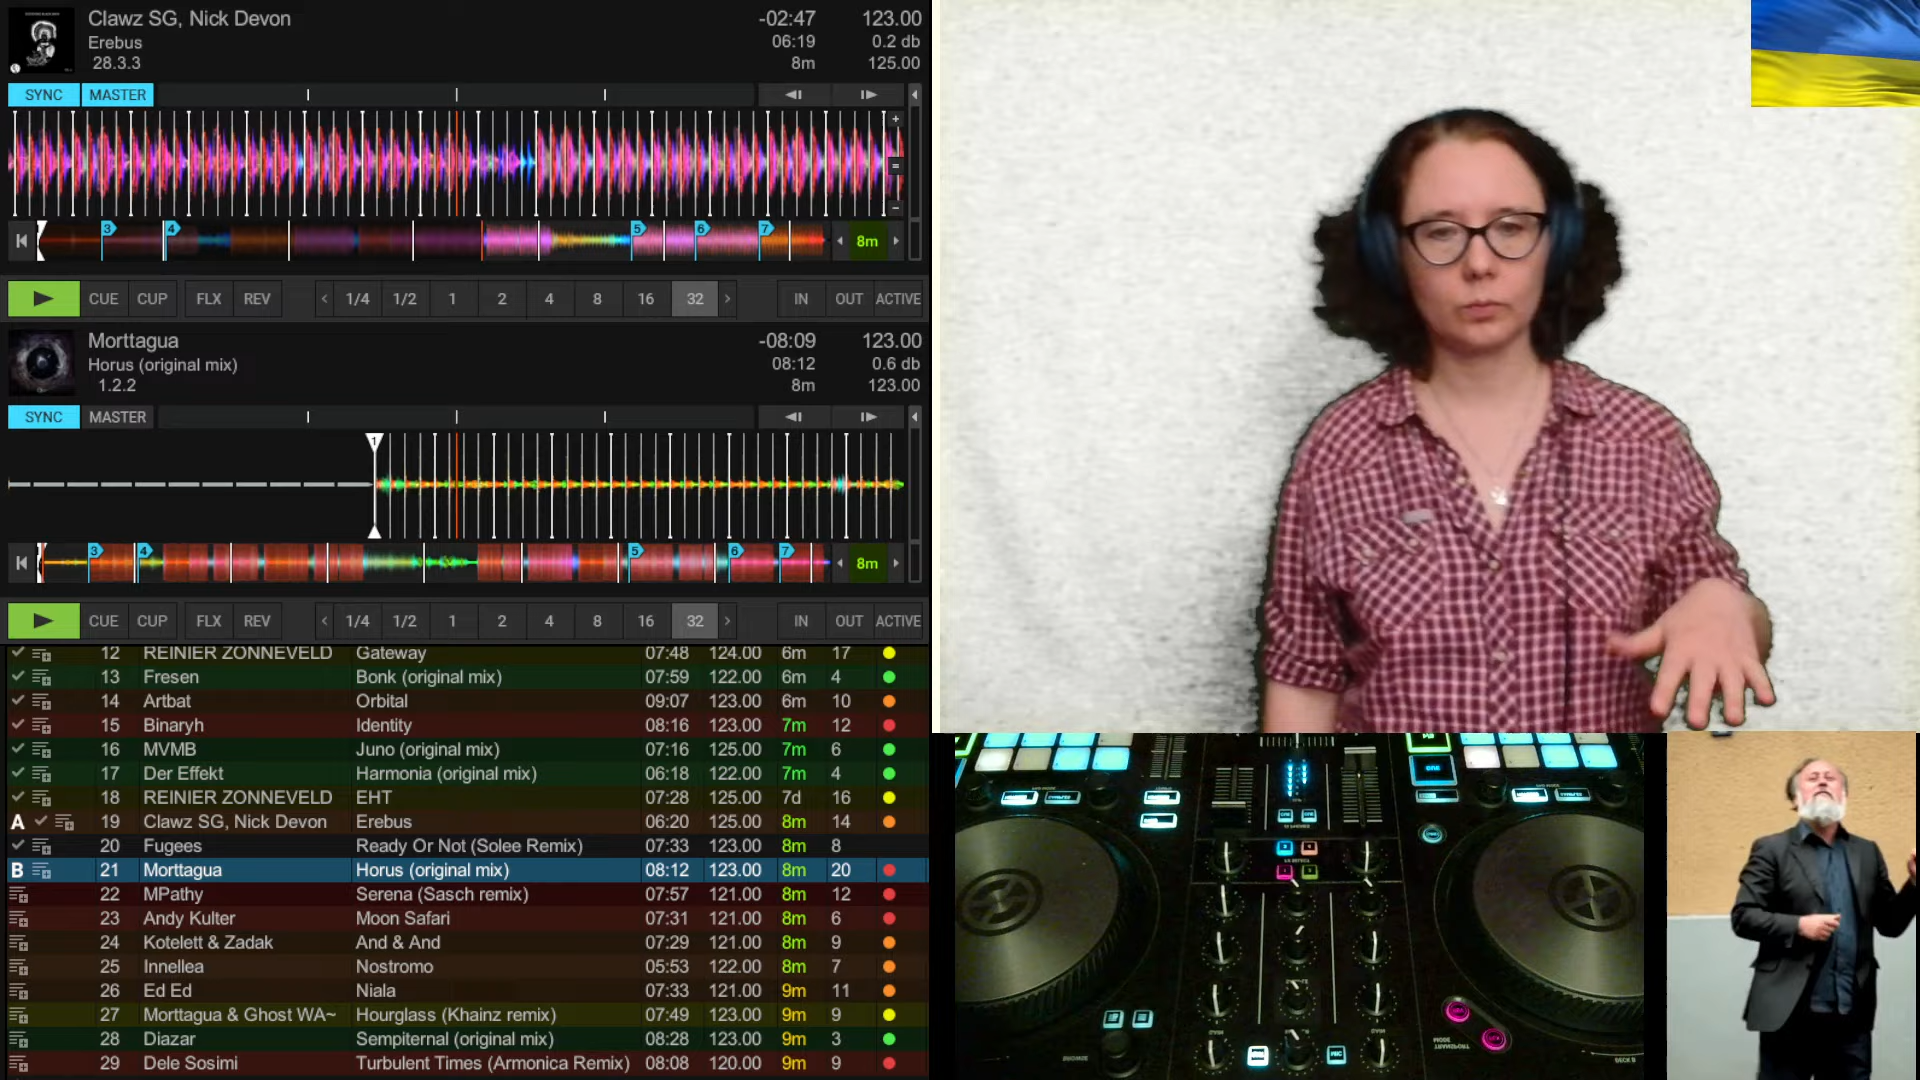 Clawz SG, Nick Devon -02:47 123.00
Erebus 06:19 0.2 db
28.3.3 8m 125.00
SYNC MASTER
3 4 5 6 7 8m
CUE CUP FLX REV 1/4 1/2 1 2 4 8 16 32 IN OUT ACTIVE
Morttagua -08:09 123.00
Horus (original mix) 08:12 0.6 db
1.2.2 8m 123.00
SYNC MASTER
1
3 4 5 6 7 8m
CUE CUP FLX REV 1/4 1/2 1 2 4 8 16 32 IN OUT ACTIVE
12 REINIER ZONNEVELD Gateway 07:48 124.00 6m 17
13 Fresen Bonk (original mix) 07:59 122.00 6m 4
14 Artbat Orbital 09:07 123.00 6m 10
15 Binaryh Identity 08:16 123.00 7m 12
16 MVMB Juno (original mix) 07:16 125.00 7m 6
17 Der Effekt Harmonia (original mix) 06:18 122.00 7m 4
18 REINIER ZONNEVELD EHT 07:28 125.00 7d 16
A 19 Clawz SG, Nick Devon Erebus 06:20 125.00 8m 14
20 Fugees Ready Or Not (Solee Remix) 07:33 123.00 8m 8
B 21 Morttagua Horus (original mix) 08:12 123.00 8m 20
22 MPathy Serena (Sasch remix) 07:57 121.00 8m 12
23 Andy Kulter Moon Safari 07:31 121.00 8m 6
24 Kotelett & Zadak And & And 07:29 121.00 8m 9
25 Innellea Nostromo 05:53 122.00 8m 7
26 Ed Ed Niala 07:33 121.00 9m 11
27 Morttagua & Ghost WA~ Hourglass (Khainz remix) 07:49 123.00 9m 9
28 Diazar Sempiternal (original mix) 08:28 123.00 9m 3
29 Dele Sosimi Turbulent Times (Armonica Remix) 08:08 120.00 9m 9